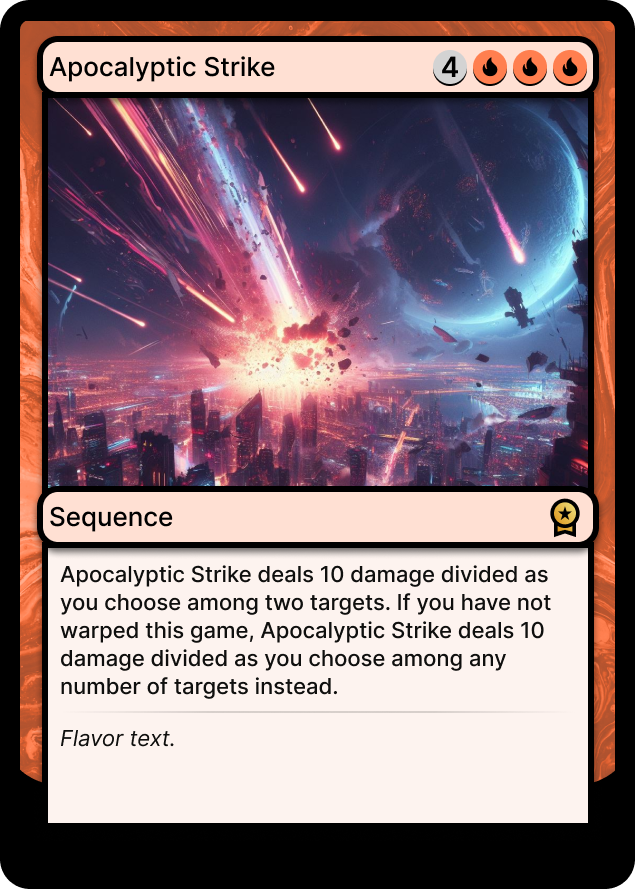 Apocalyptic Strike 4
Sequence
Apocalyptic Strike deals 10 damage divided as
you choose among two targets. If you have not
warped this game, Apocalyptic Strike deals 10
damage divided as you choose among any
number of targets instead.
Flavor text.